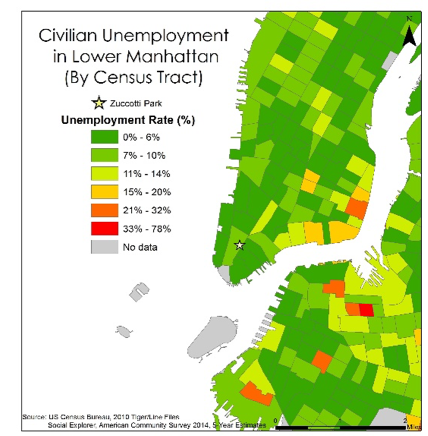 Civilian Unemployment
in Lower Manhattan
(By Census Tract)
N
Zuccotti Park
Unemployment Rate (%)
0% - 6%
7% - 10%
11% - 14%
15% - 20%
21% - 32%
33% - 78%
No data
Source: US Census Bureau, 2010 Tiger/Line Files
Social Explorer, American Community Survey 2014, 5-Year Estimates
0 2
Miles